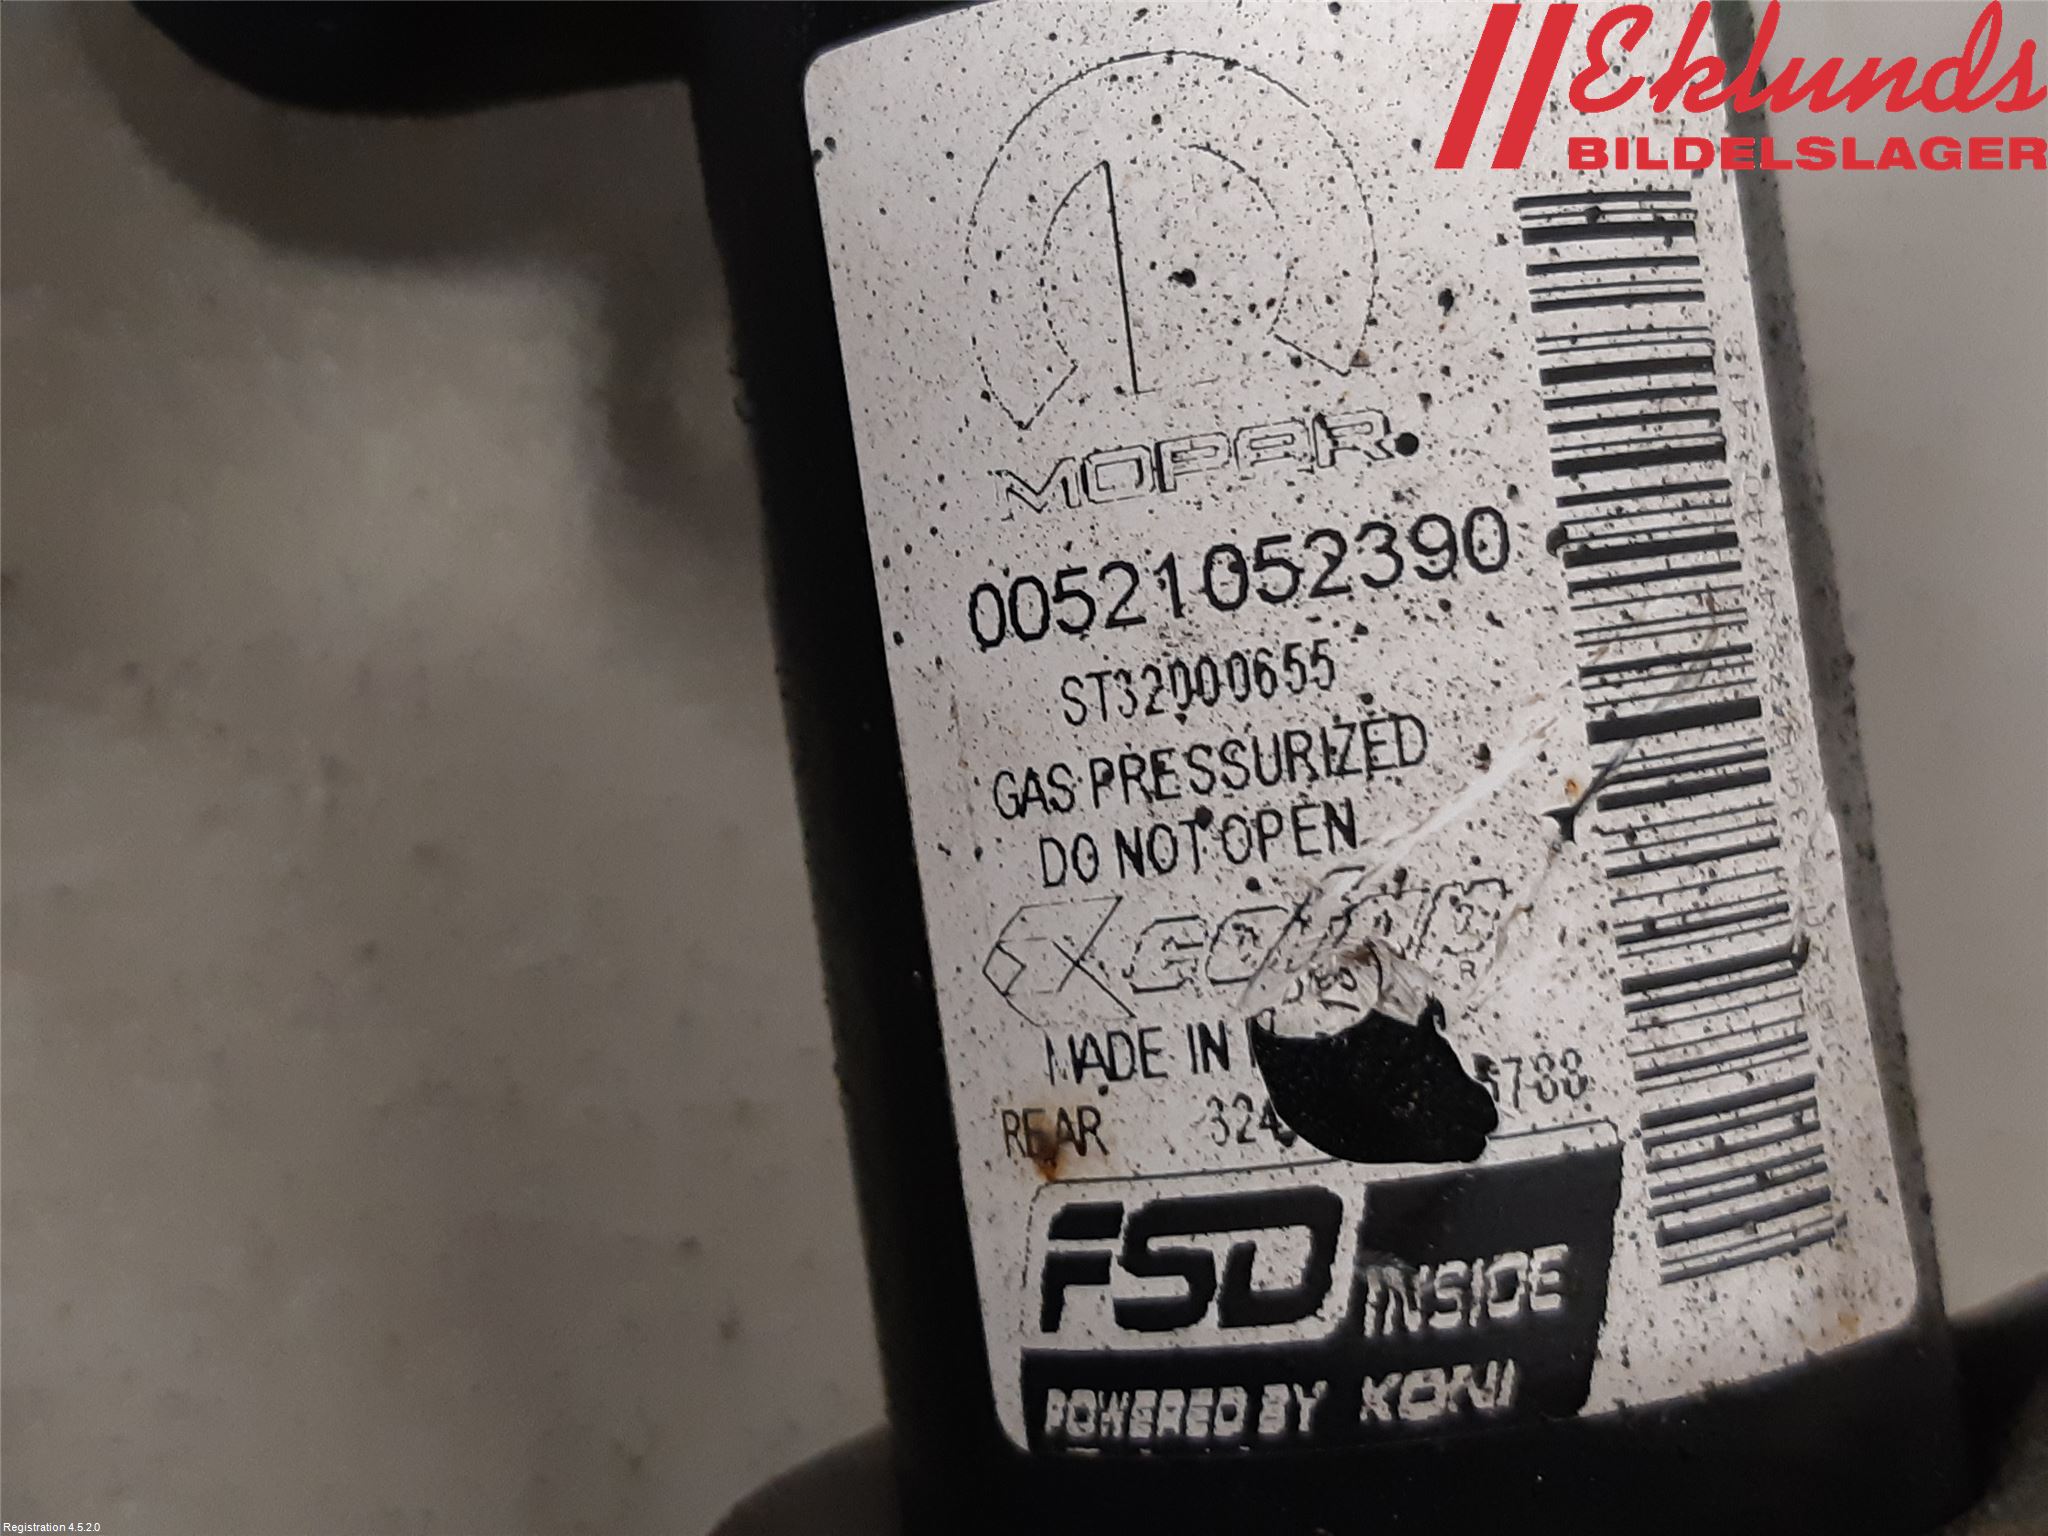 Eklunds
BILDELSLAGER
MOPAR
00521052390
ST32000655
GAS PRESSURIZED
DO NOT OPEN
MADE IN
REAR
FSD INSIDE
POWERED BY KONI
Registration 4.5.2.0